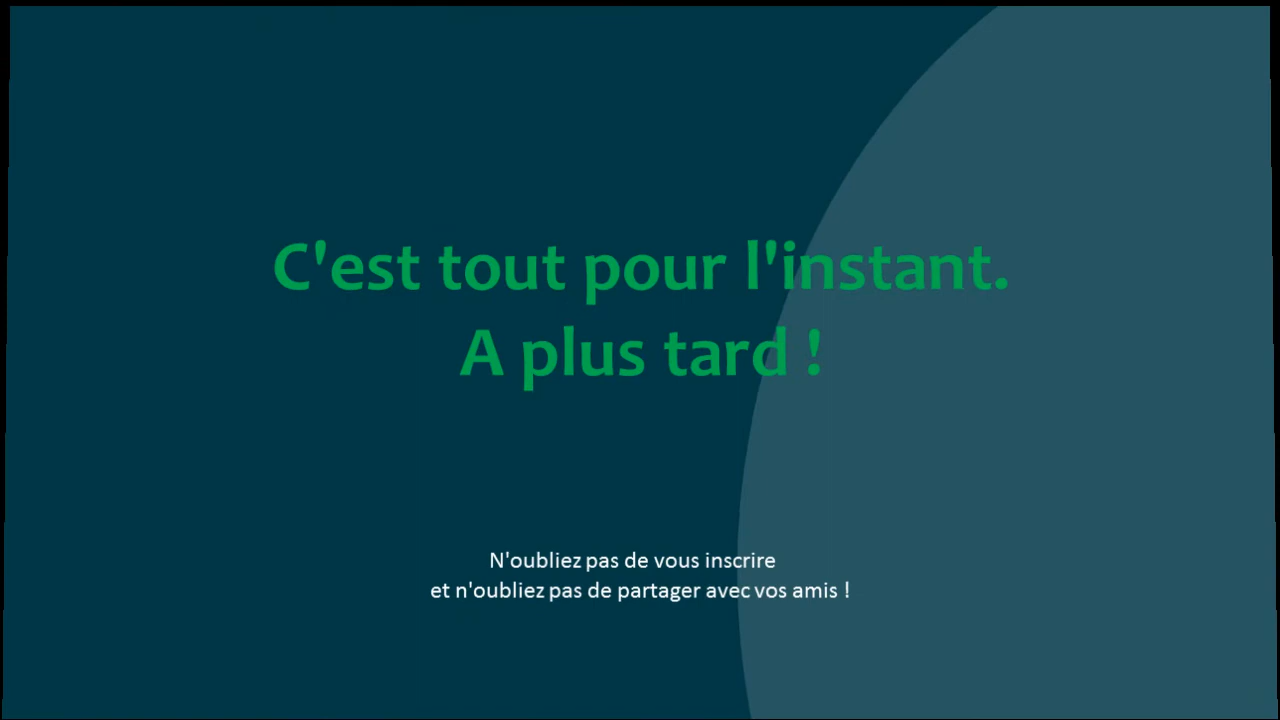 C'est tout pour l'instant.
A plus tard !
N'oubliez pas de vous inscrire
et n'oubliez pas de partager avec vos amis !